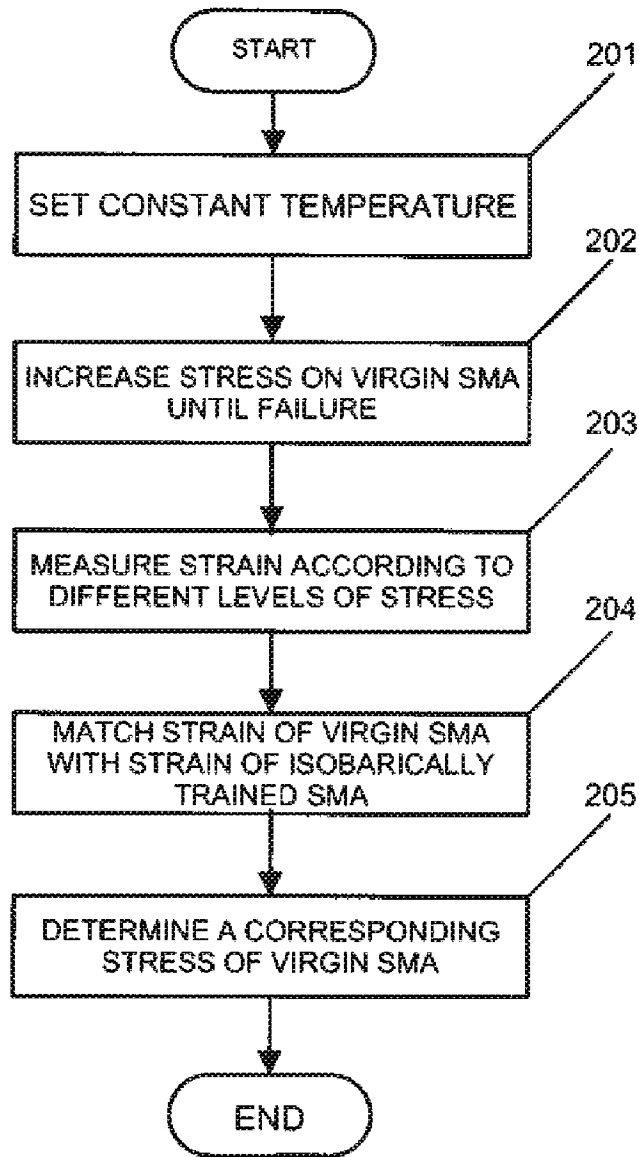 START
201
SET CONSTANT TEMPERATURE
202
INCREASE STRESS ON VIRGIN SMA
UNTIL FAILURE
203
MEASURE STRAIN ACCORDING TO
DIFFERENT LEVELS OF STRESS
204
MATCH STRAIN OF VIRGIN SMA
WITH STRAIN OF ISOBARICALLY
TRAINED SMA
205
DETERMINE A CORRESPONDING
STRESS OF VIRGIN SMA
END